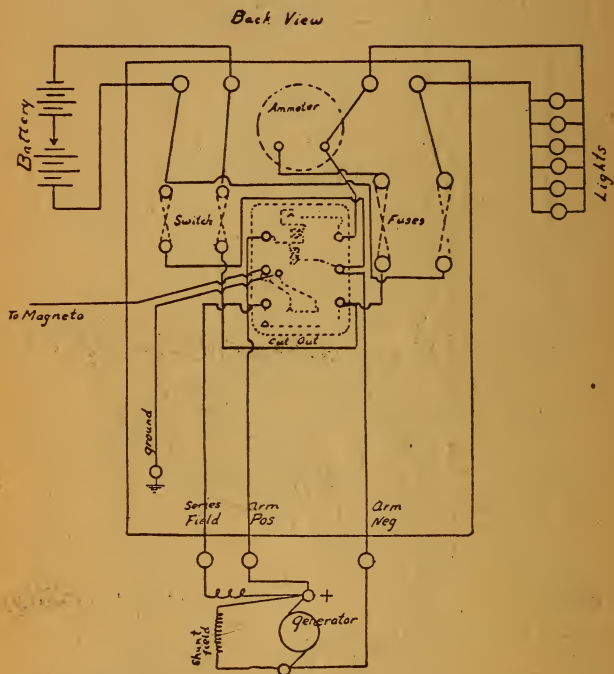 Back View
Battery
Ammeter
Lights
Switch
Fuses
To Magneto
Cut Out
ground
Series
Field
Arm
Pos
Arm
Neg
+
Generator
Shunt
field